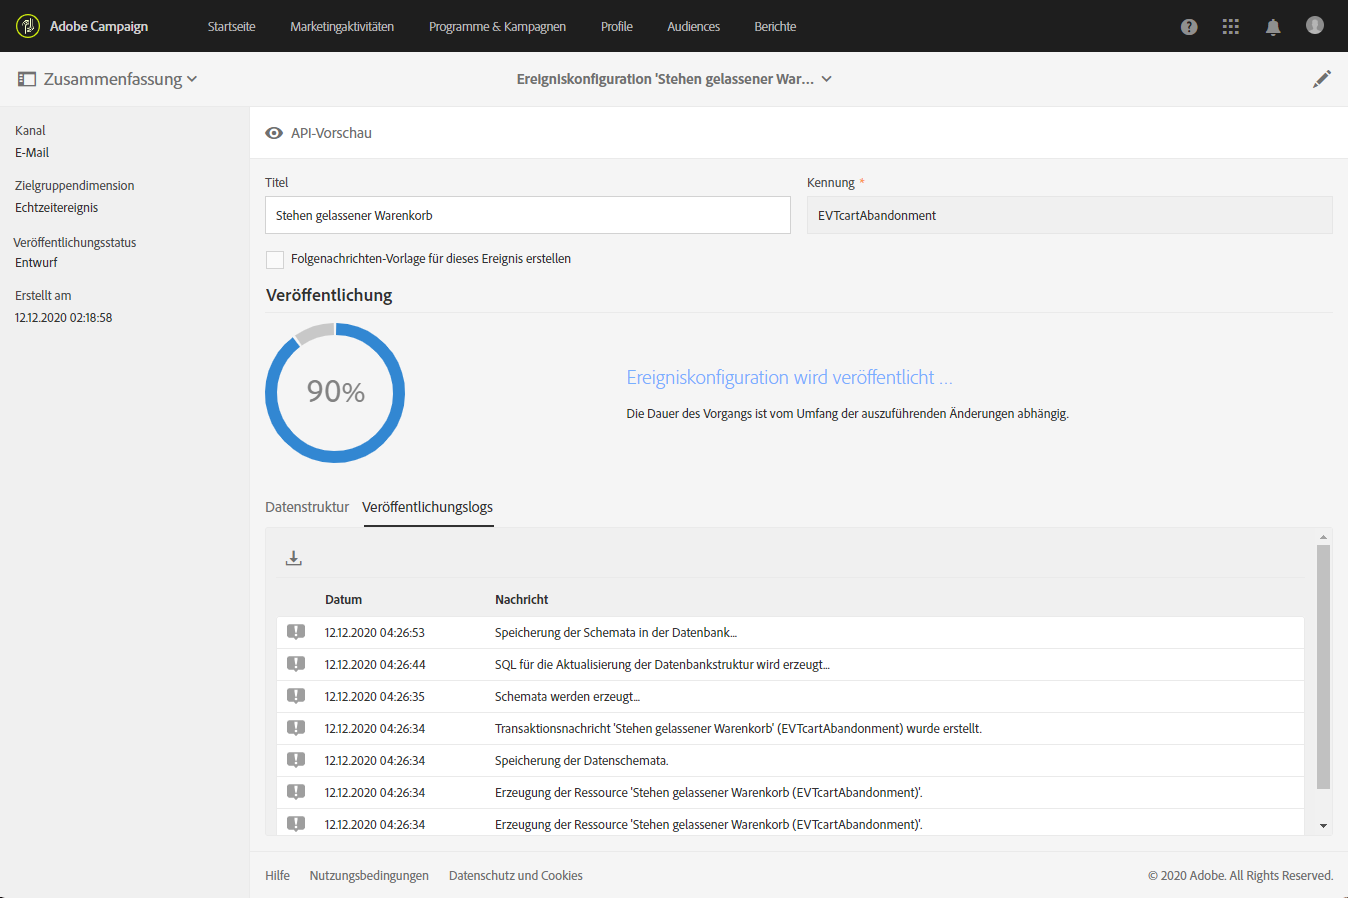 Adobe Campaign Startseite Marketingaktivitäten Programme & Kampagnen Profile Audiences Berichte
Zusammenfassung
Ereigniskonfiguration 'Stehen gelassener War...
Kanal
E-Mail
Zielgruppendimension
Echtzeitereignis
Veröffentlichungsstatus
Entwurf
Erstellt am
12.12.2020 02:18:58
API-Vorschau
Titel
Stehen gelassener Warenkorb
Kennung *
EVTcartAbandonment
Folgenachrichten-Vorlage für dieses Ereignis erstellen
Veröffentlichung
90%
Ereigniskonfiguration wird veröffentlicht ...
Die Dauer des Vorgangs ist vom Umfang der auszuführenden Änderungen abhängig.
Datenstruktur Veröffentlichungslogs
Datum Nachricht
12.12.2020 04:26:53 Speicherung der Schemata in der Datenbank...
12.12.2020 04:26:44 SQL für die Aktualisierung der Datenbankstruktur wird erzeugt...
12.12.2020 04:26:35 Schemata werden erzeugt...
12.12.2020 04:26:34 Transaktionsnachricht 'Stehen gelassener Warenkorb' (EVTcartAbandonment) wurde erstellt.
12.12.2020 04:26:34 Speicherung der Datenschemata.
12.12.2020 04:26:34 Erzeugung der Ressource 'Stehen gelassener Warenkorb (EVTcartAbandonment)'.
12.12.2020 04:26:34 Erzeugung der Ressource 'Stehen gelassener Warenkorb (EVTcartAbandonment)'.
Hilfe Nutzungsbedingungen Datenschutz und Cookies © 2020 Adobe. All Rights Reserved.